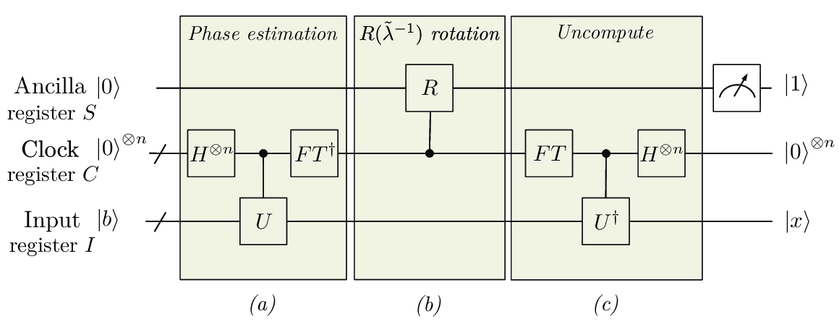 Phase estimation R(λ̃⁻¹) rotation Uncompute
Ancilla |0⟩ R |1⟩
register S
Clock |0⟩^⊗n H^⊗n FT† FT H^⊗n |0⟩^⊗n
register C
Input |b⟩ U U† |x⟩
register I
(a) (b) (c)